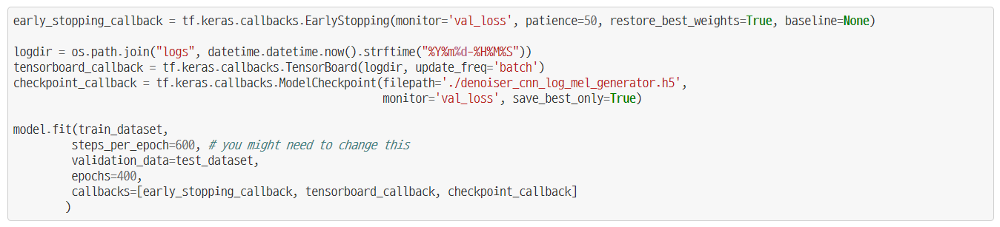 early_stopping_callback = tf.keras.callbacks.EarlyStopping(monitor='val_loss', patience=50, restore_best_weights=True, baseline=None)
logdir = os.path.join("logs", datetime.datetime.now().strftime("%Y%m%d-%H%M%S"))
tensorboard_callback = tf.keras.callbacks.TensorBoard(logdir, update_freq='batch')
checkpoint_callback = tf.keras.callbacks.ModelCheckpoint(filepath='./denoiser_cnn_log_mel_generator.h5',
monitor='val_loss', save_best_only=True)
model.fit(train_dataset,
steps_per_epoch=600, # you might need to change this
validation_data=test_dataset,
epochs=400,
callbacks=[early_stopping_callback, tensorboard_callback, checkpoint_callback]
)